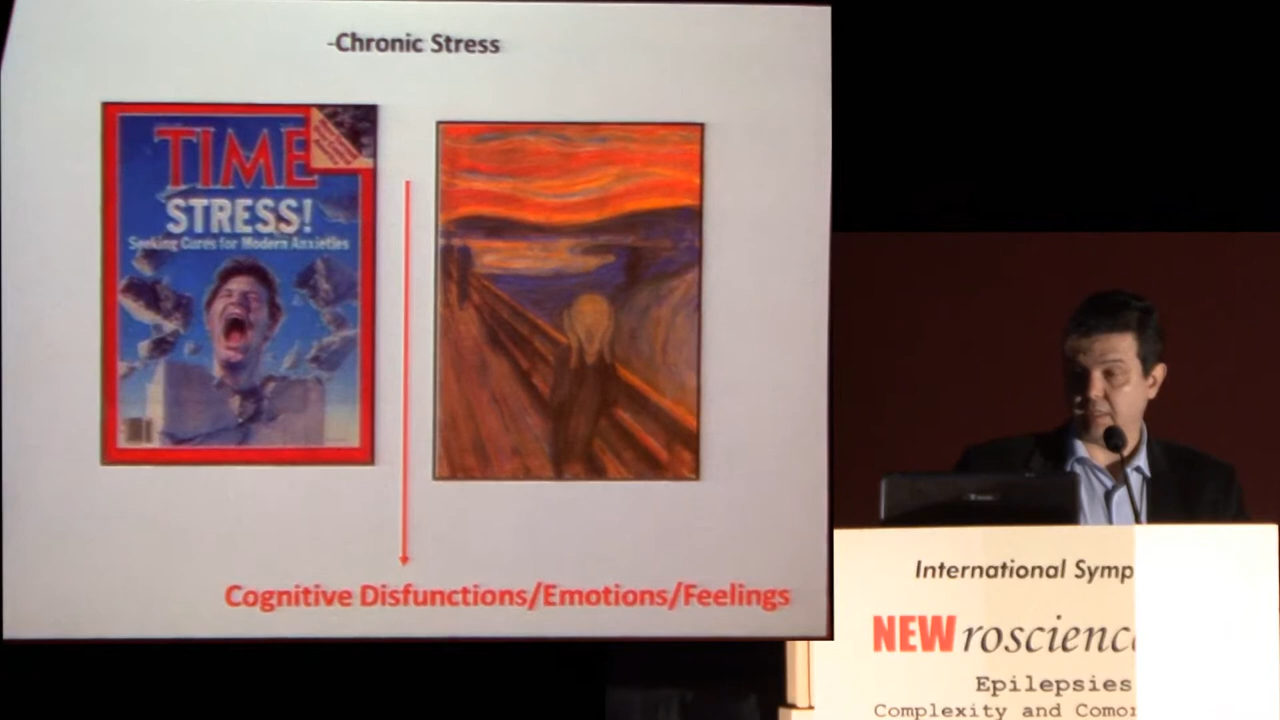 -Chronic Stress
TIME
STRESS!
Seeking Cures for Modern Anxieties
Cognitive Disfunctions/Emotions/Feelings
International Symp
NEWroscienc
Epilepsies
Complexity and Comor